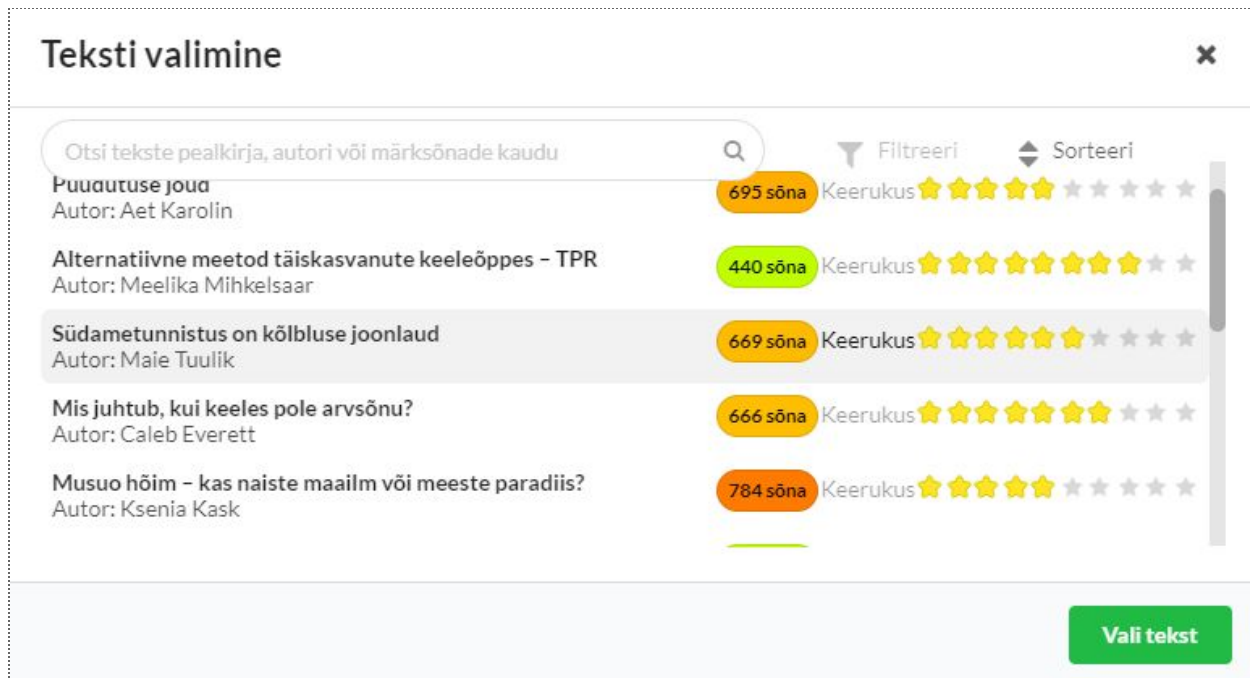 Teksti valimine
Otsi tekste pealkirja, autori või märksõnade kaudu
Filtreeri
Sorteeri
Puudutuse jõud
Autor: Aet Karolin
695 sõna Keerukus
Alternatiivne meetod täiskasvanute keeleõppes – TPR
Autor: Meelika Mihkelsaar
440 sõna Keerukus
Südametunnistus on kõlbluse joonlaud
Autor: Maie Tuulik
669 sõna Keerukus
Mis juhtub, kui keeles pole arvsõnu?
Autor: Caleb Everett
666 sõna Keerukus
Musuo hõim – kas naiste maailm või meeste paradiis?
Autor: Ksenia Kask
784 sõna Keerukus
Vali tekst